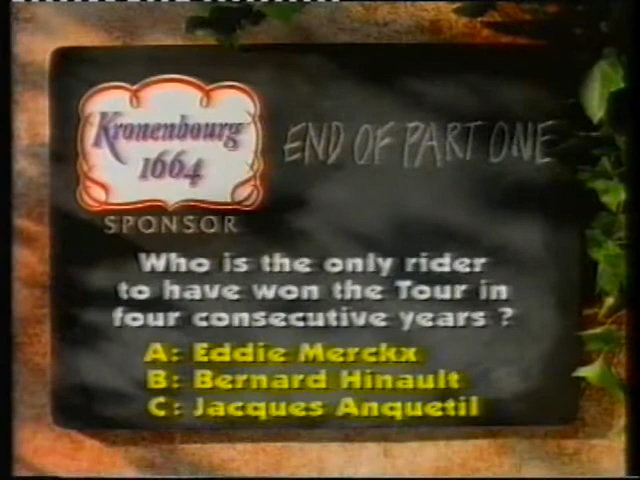 Kronenbourg
1664
SPONSOR
END OF PART ONE
Who is the only rider
to have won the Tour in
four consecutive years ?
A: Eddie Merckx
B: Bernard Hinault
C: Jacques Anquetil